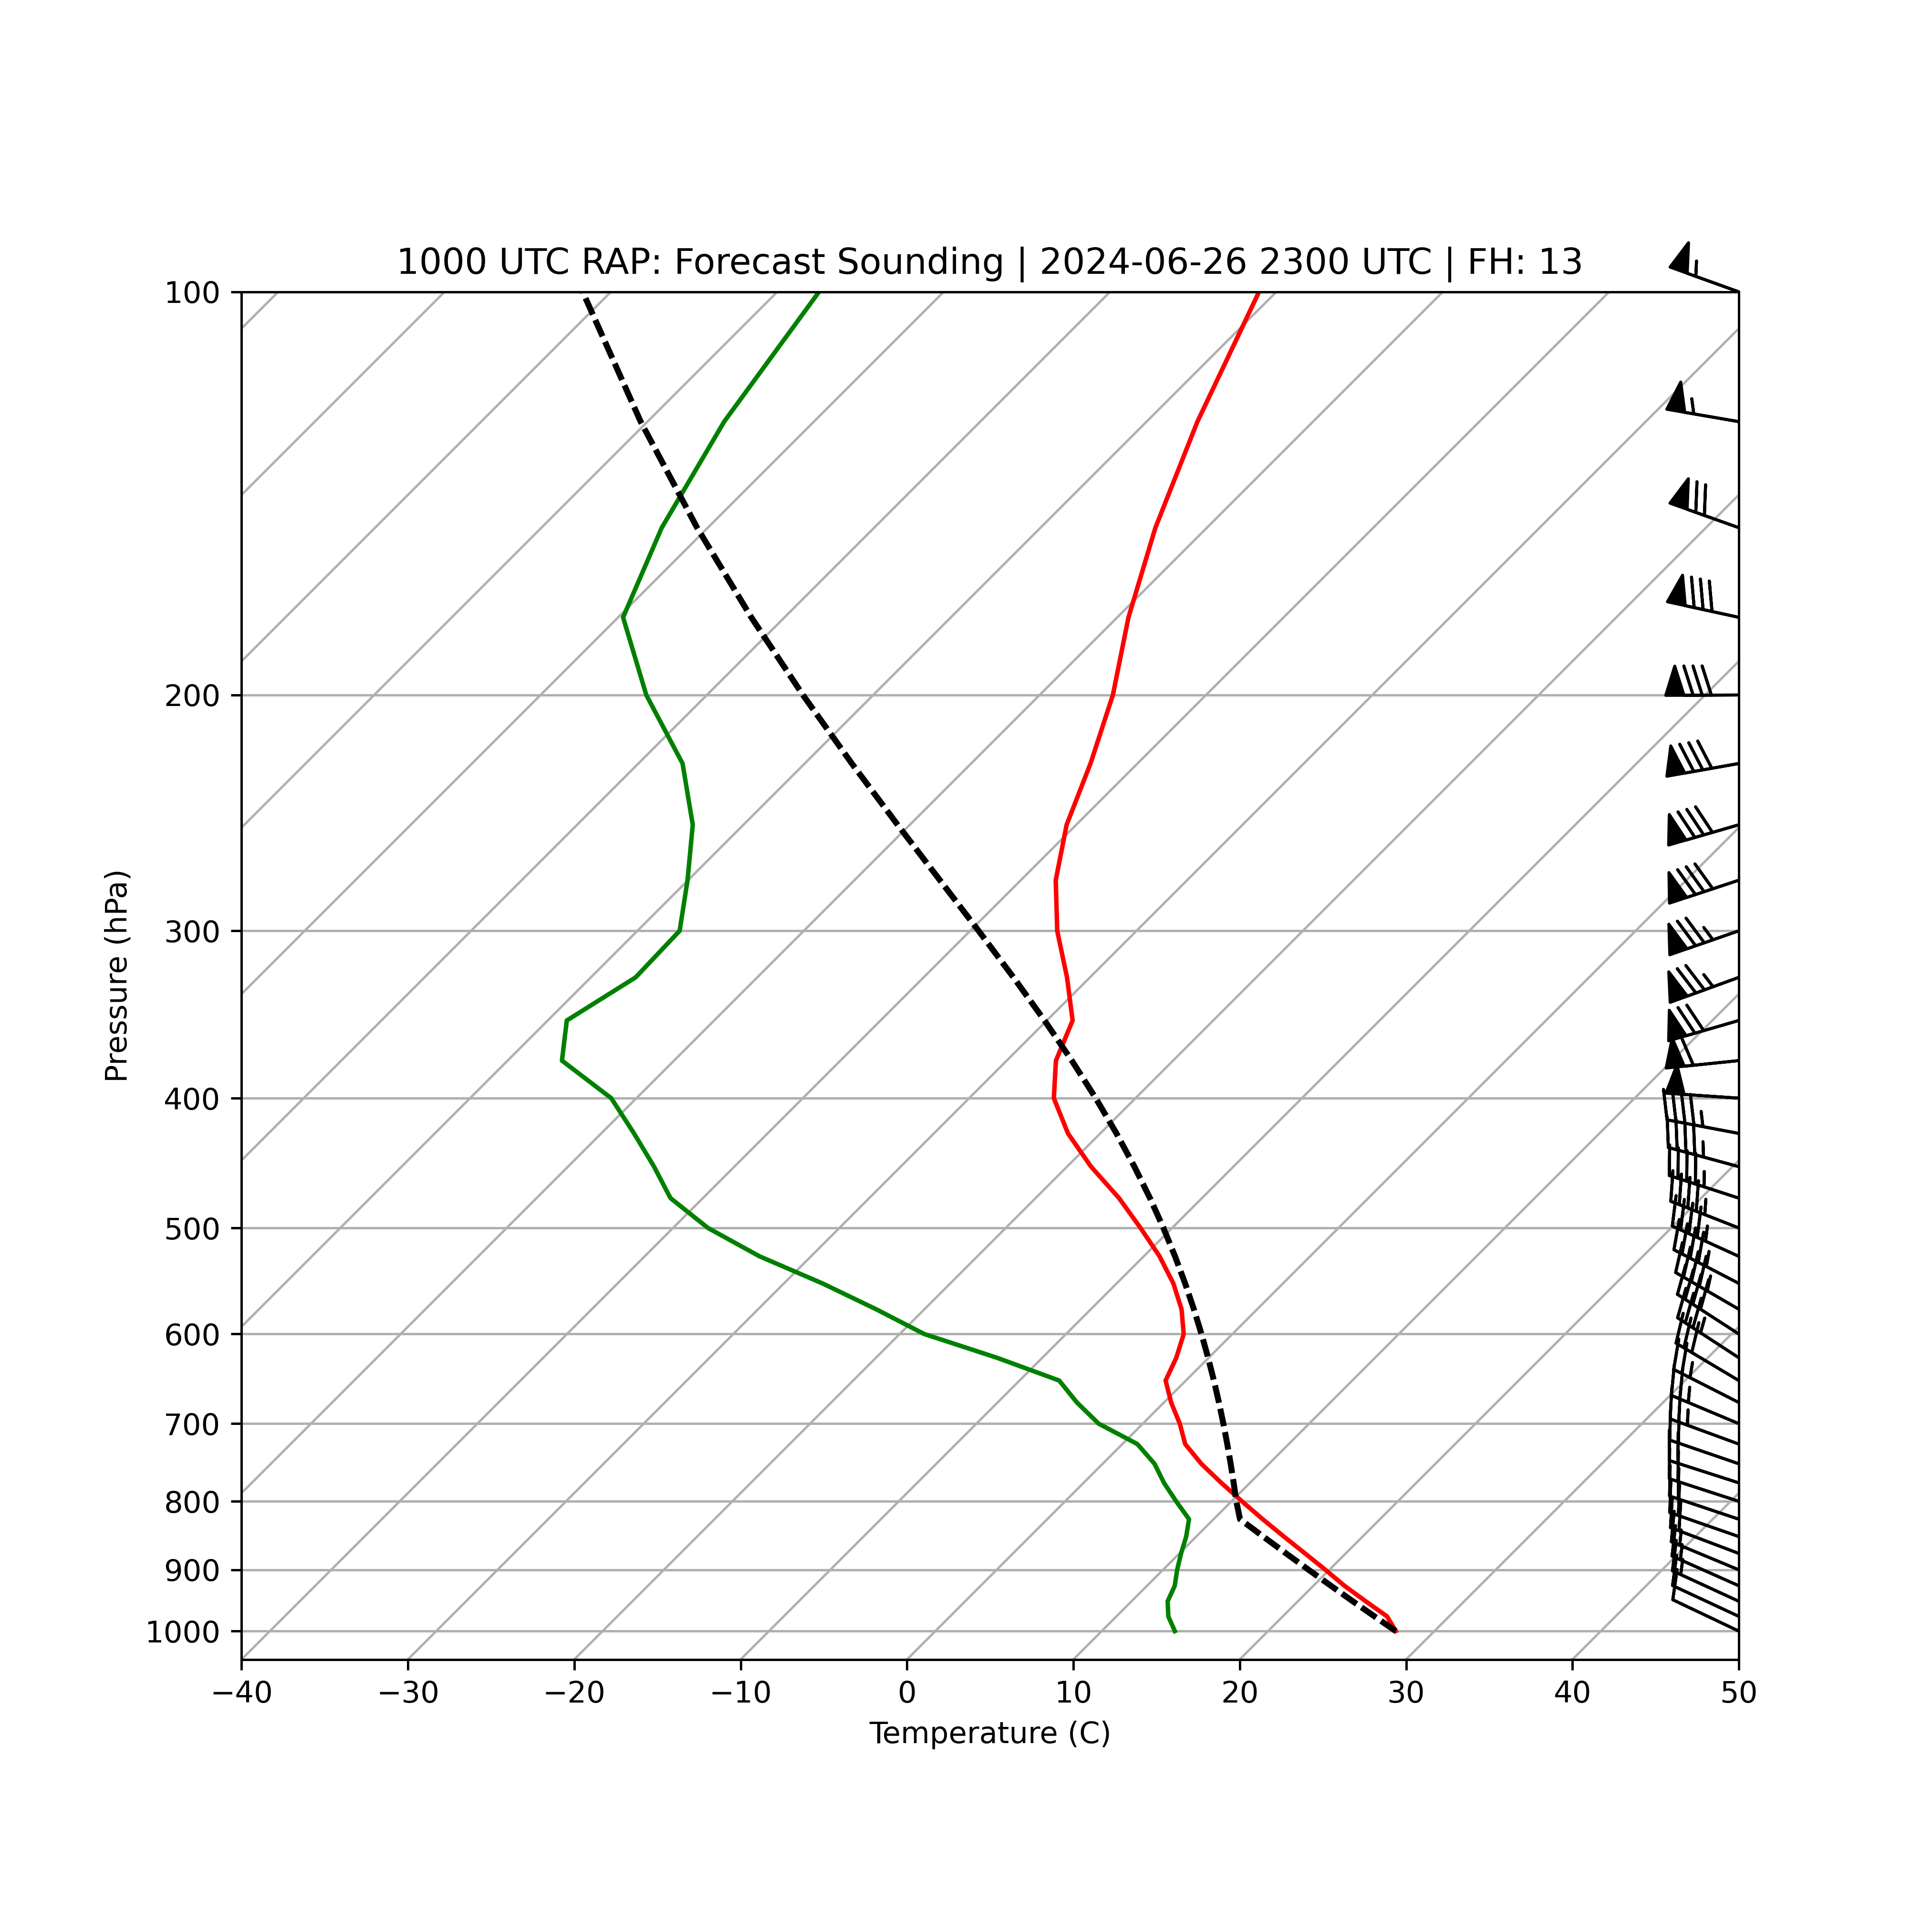 1000 UTC RAP: Forecast Sounding | 2024-06-26 2300 UTC | FH: 13
100
200
300
400
500
600
700
800
900
1000
Pressure (hPa)
−40 −30 −20 −10 0 10 20 30 40 50
Temperature (C)